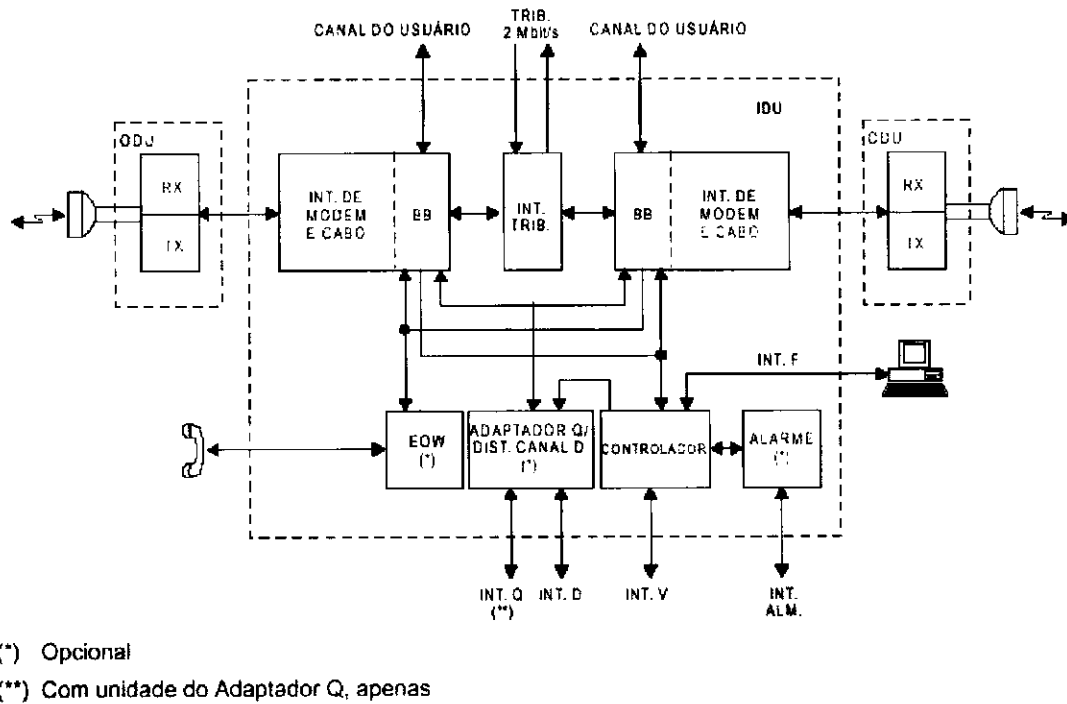 TRIB.
2 Mbit/s
CANAL DO USUÁRIO
CANAL DO USUÁRIO
IDU
ODU
ODU
RX
TX
INT. DE
MODEM
E CABO
BB
INT.
TRIB.
BB
INT. DE
MODEM
E CABO
RX
TX
INT. F
EOW
(*)
ADAPTADOR Q/
DIST. CANAL D
(*)
CONTROLADOR
ALARME
(*)
INT. Q
(**)
INT. D
INT. V
INT.
ALM.
(*) Opcional
(**) Com unidade do Adaptador Q, apenas